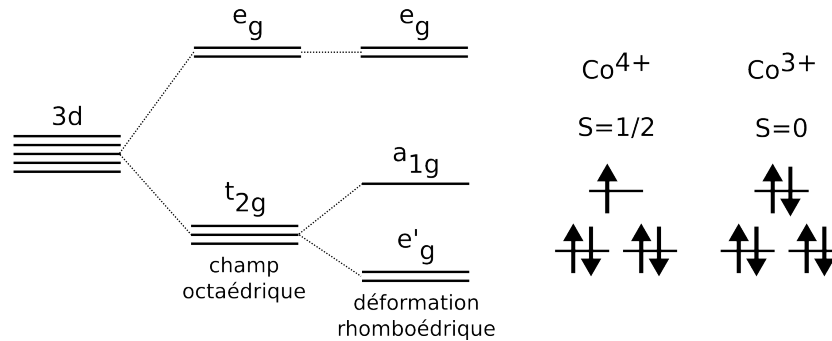 3d
e_g
e_g
t_2g
a_1g
e'_g
champ
octaédrique
déformation
rhomboédrique
Co^4+
Co^3+
S=1/2
S=0